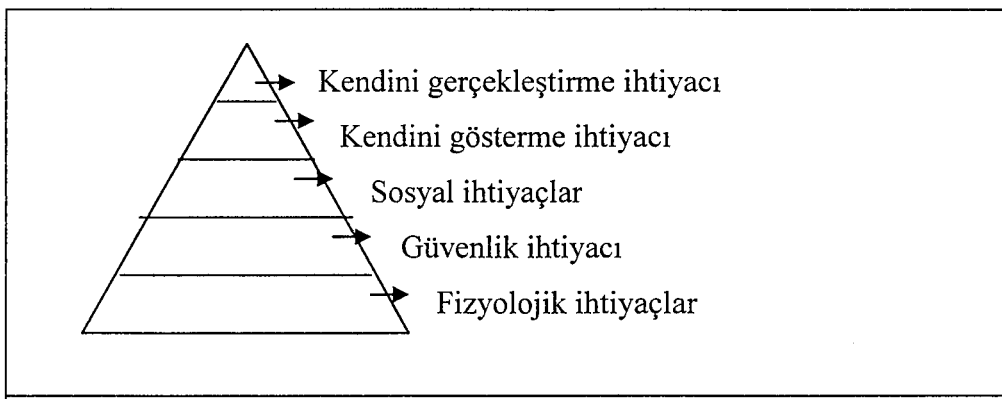 Kendini gerçekleştirme ihtiyacı
Kendini gösterme ihtiyacı
Sosyal ihtiyaçlar
Güvenlik ihtiyacı
Fizyolojik ihtiyaçlar